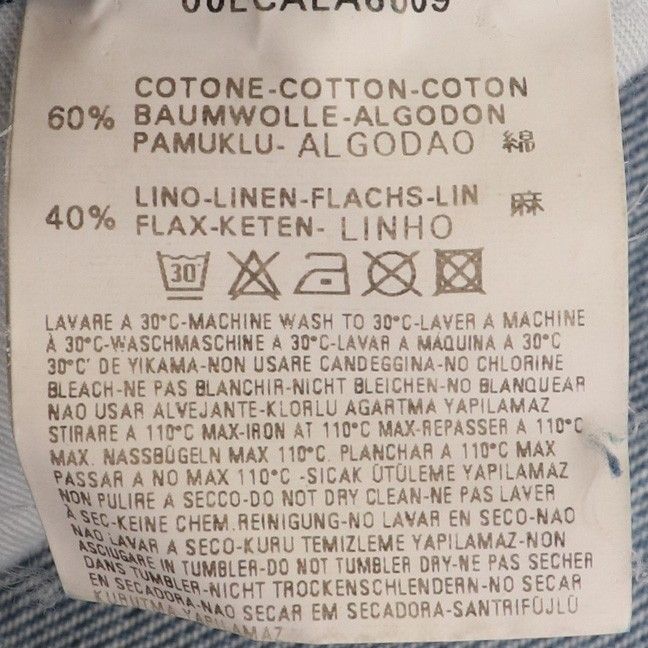 60% COTONE-COTTON-COTON
BAUMWOLLE-ALGODON
PAMUKLU- ALGODAO 綿
40% LINO-LINEN-FLACHS-LIN
FLAX-KETEN- LINHO 麻
30°
LAVARE A 30°C-MACHINE WASH TO 30°C-LAVER A MACHINE
À 30°C-WASCHMASCHINE A 30°C-LAVAR A MAQUINA A 30°C
30°C' DE YIKAMA-NON USARE CANDEGGINA-NO CHLORINE
BLEACH-NE PAS BLANCHIR-NICHT BLEICHEN-NO BLANQUEAR
NAO USAR ALVEJANTE-KLORLU AGARTMA YAPILAMAZ
STIRARE A 110°C MAX-IRON AT 110°C MAX-REPASSER A 110°C
MAX. NASSBÜGELN MAX 110°C. PLANCHAR A 110°C MAX
PASSAR A NO MAX 110°C -SICAK ÜTÜLEME YAPILAMAZ
NON PULIRE A SECCO-DO NOT DRY CLEAN-NE PAS LAVER
À SEC-KEINE CHEM.REINIGUNG-NO LAVAR EN SECO-NAO
NAO LAVAR A SECO-KURU TEMIZLEME YAPILAMAZ-NON
ASCIUGARE IN TUMBLER-DO NOT TUMBLER DRY-NE PAS SECHER
DANS TUMBLER-NICHT TROCKENSCHLENDERN-NO SECAR
EN SECADORA-NAO SECAR EM SECADORA-SANTRIFÜJLÜ
KURUTMA YAPILAMAZ